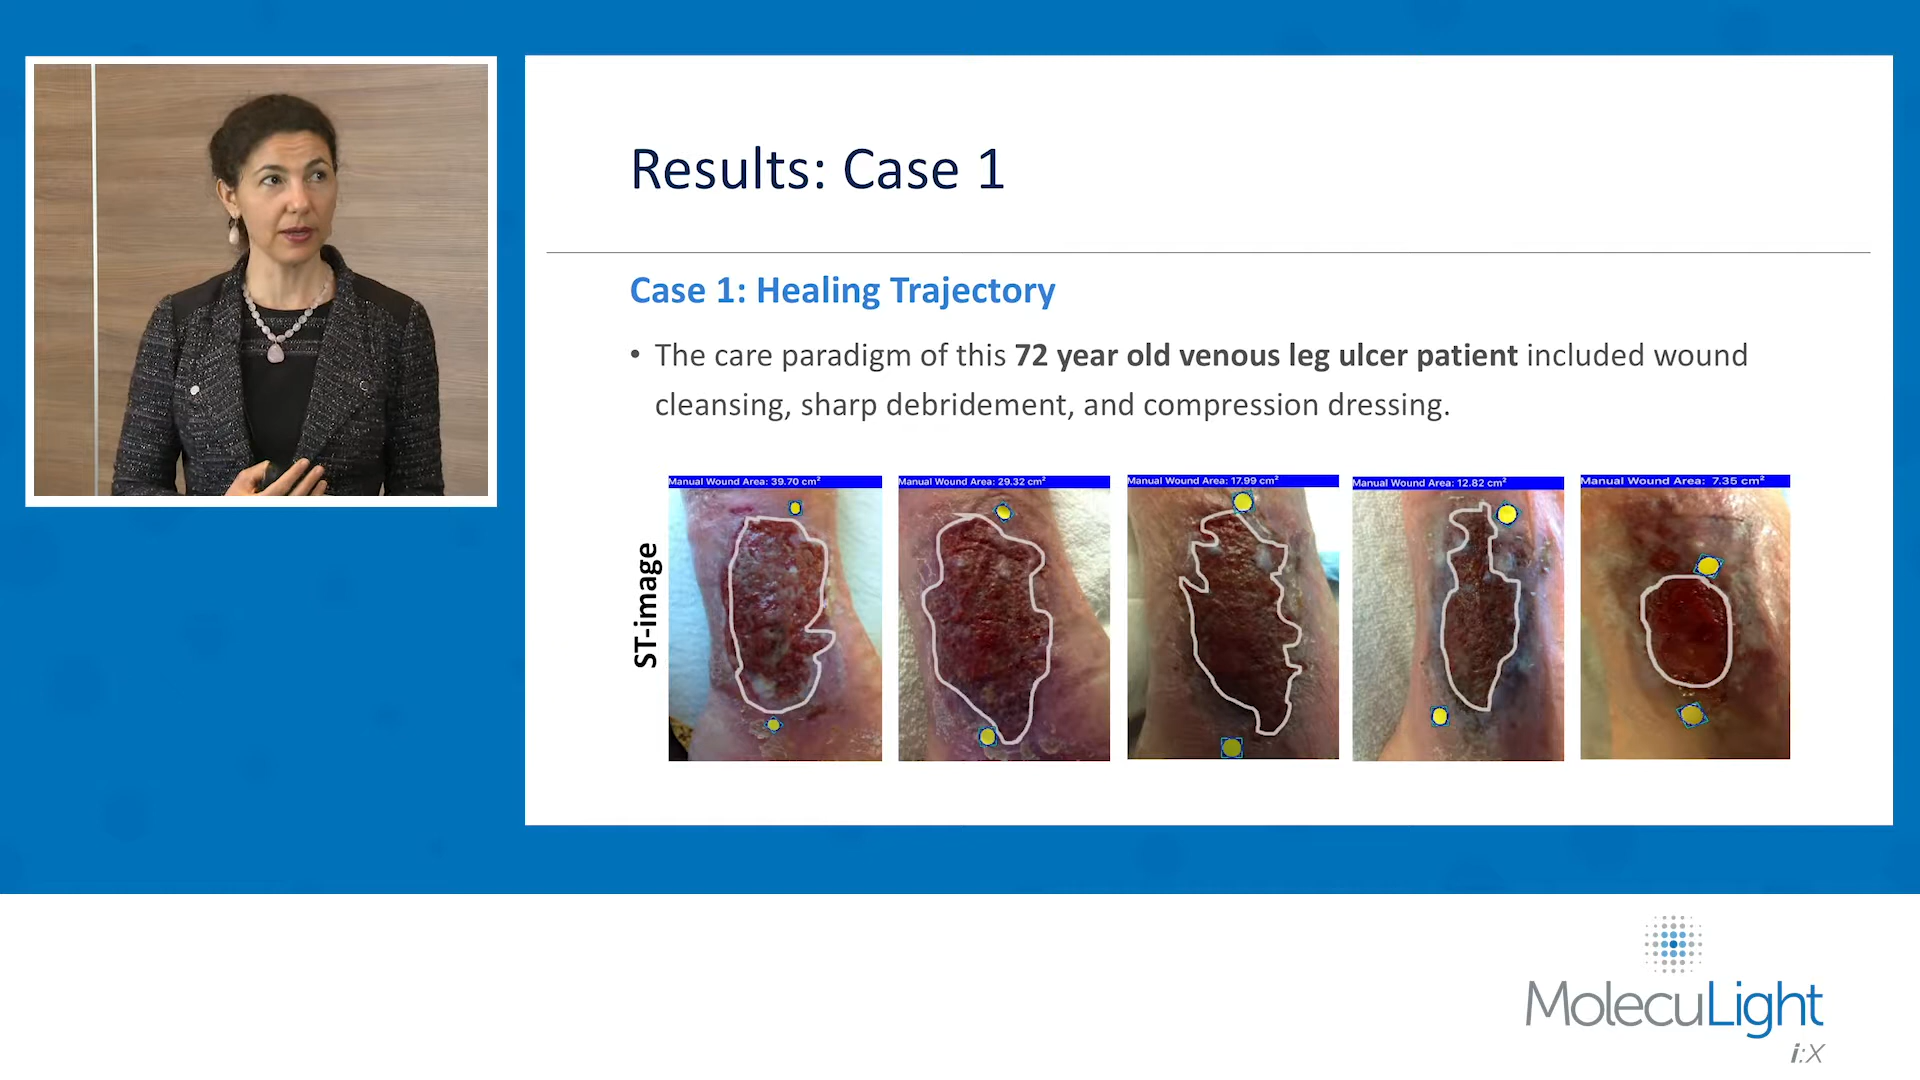 Results: Case 1
Case 1: Healing Trajectory
• The care paradigm of this 72 year old venous leg ulcer patient included wound
cleansing, sharp debridement, and compression dressing.
Manual Wound Area: 39.70 cm²
Manual Wound Area: 29.32 cm²
Manual Wound Area: 17.99 cm²
Manual Wound Area: 12.82 cm²
Manual Wound Area: 7.35 cm²
ST-image
MolecuLight
i:X